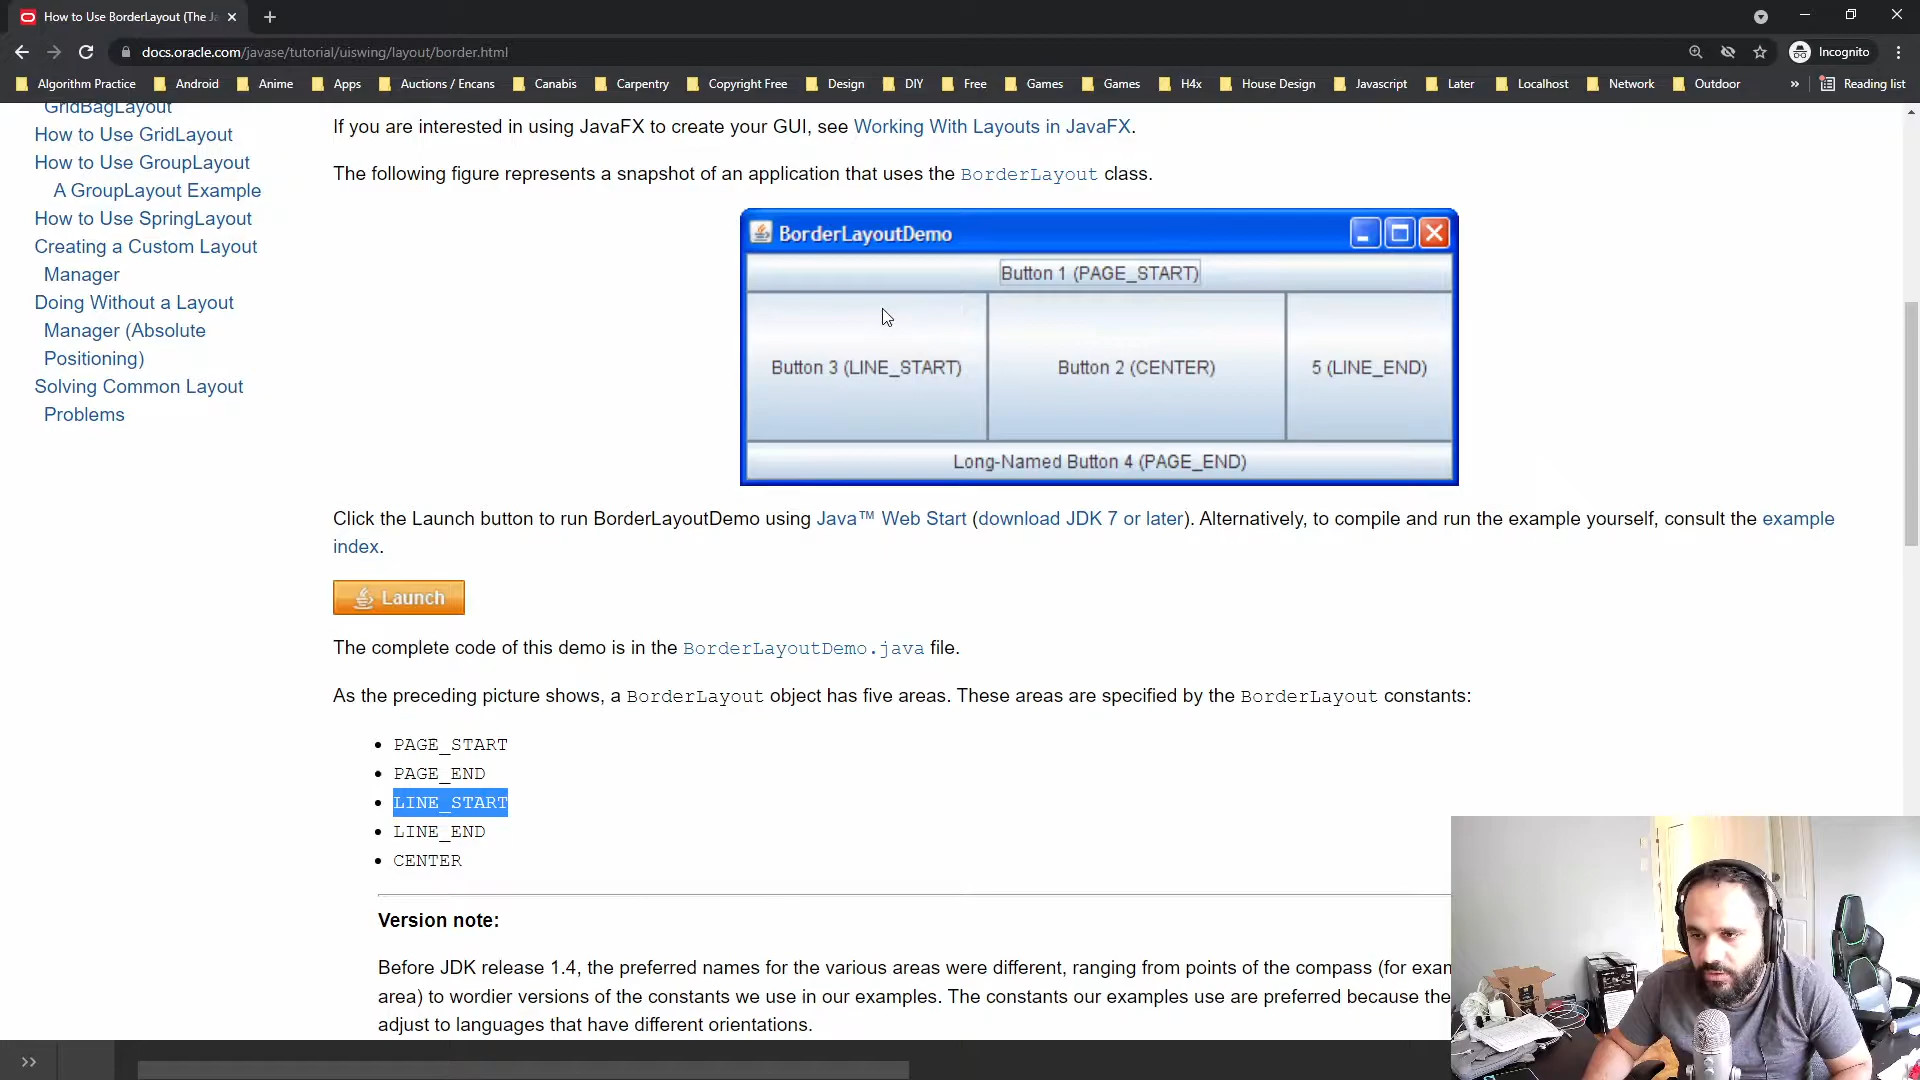 How to Use BorderLayout (The Ja
docs.oracle.com/javase/tutorial/uiswing/layout/border.html
Incognito
Algorithm Practice
Android
Anime
Apps
Auctions / Encans
Canabis
Carpentry
Copyright Free
Design
DIY
Free
Games
Games
H4x
House Design
Javascript
Later
Localhost
Network
Outdoor
»
Reading list
GridBagLayout
How to Use GridLayout
How to Use GroupLayout
A GroupLayout Example
How to Use SpringLayout
Creating a Custom Layout
Manager
Doing Without a Layout
Manager (Absolute
Positioning)
Solving Common Layout
Problems
If you are interested in using JavaFX to create your GUI, see Working With Layouts in JavaFX.
The following figure represents a snapshot of an application that uses the BorderLayout class.
BorderLayoutDemo
Button 1 (PAGE_START)
Button 3 (LINE_START)
Button 2 (CENTER)
5 (LINE_END)
Long-Named Button 4 (PAGE_END)
Click the Launch button to run BorderLayoutDemo using Java™ Web Start (download JDK 7 or later). Alternatively, to compile and run the example yourself, consult the example
index.
Launch
The complete code of this demo is in the BorderLayoutDemo.java file.
As the preceding picture shows, a BorderLayout object has five areas. These areas are specified by the BorderLayout constants:
• PAGE_START
• PAGE_END
• LINE_START
• LINE_END
• CENTER
Version note:
Before JDK release 1.4, the preferred names for the various areas were different, ranging from points of the compass (for exam
area) to wordier versions of the constants we use in our examples. The constants our examples use are preferred because the
adjust to languages that have different orientations.